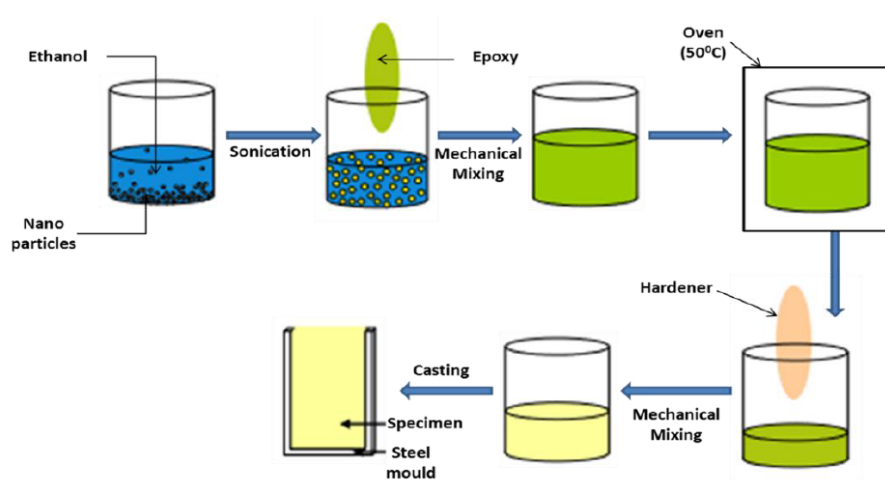 Ethanol
Epoxy
Oven
(50⁰C)
Sonication
Mechanical
Mixing
Nano
particles
Hardener
Casting
Mechanical
Mixing
Specimen
Steel
mould